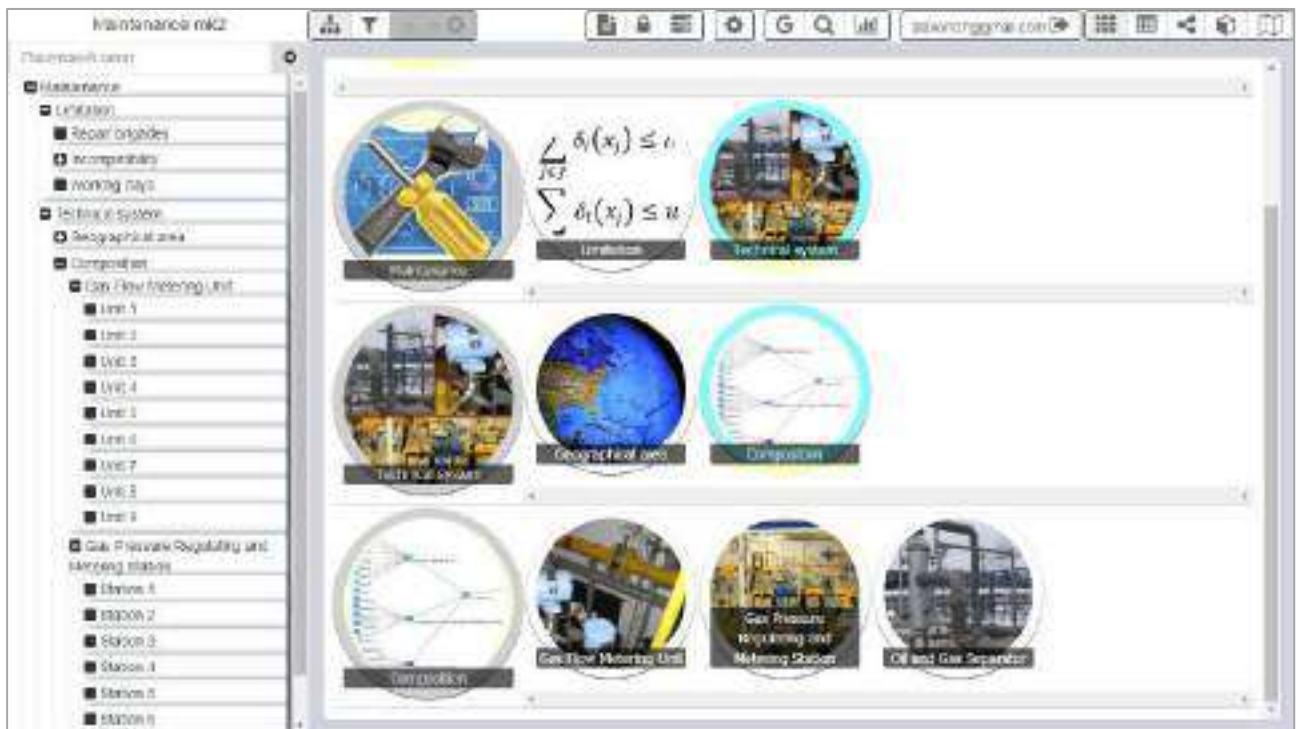 Maintenance mk2
Maintenance
Limitation
Repair brigades
Incompatibility
Working days
Technical system
Geographical area
Composition
Gas Flow Metering Unit
Unit 1
Unit 2
Unit 3
Unit 4
Unit 5
Unit 6
Unit 7
Unit 8
Unit 9
Gas Pressure Regulating and
Metering Station
Station 1
Station 2
Station 3
Station 4
Station 5
Station 6
G
Maintenance
Limitation
Technical system
Technical system
Geographical area
Composition
Composition
Gas Flow Metering Unit
Gas Pressure
Regulating and
Metering Station
Oil and Gas Separator